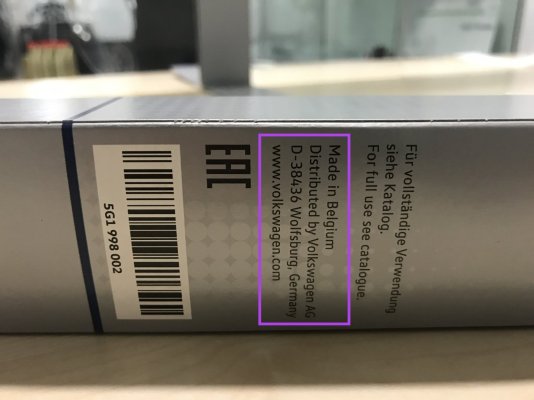 Für vollständige Verwendung
siehe Katalog.
For full use see catalogue.
Made in Belgium
Distributed by Volkswagen AG
D-38436 Wolfsburg, Germany
www.volkswagen.com
EAC
5G1 998 002